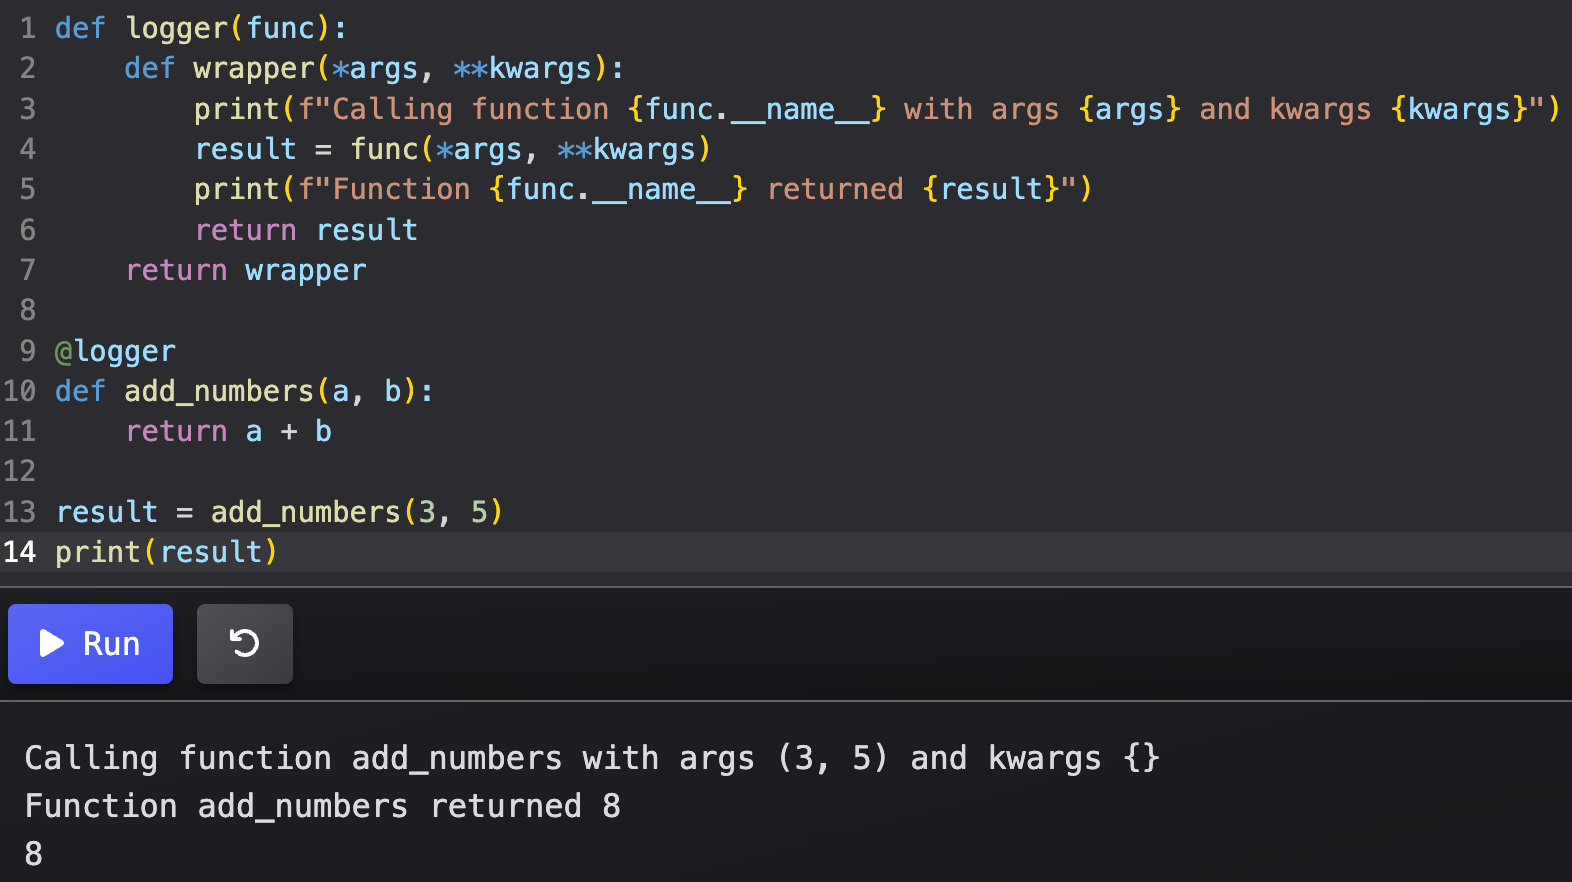 1 def logger(func):
2     def wrapper(*args, **kwargs):
3         print(f"Calling function {func.__name__} with args {args} and kwargs {kwargs}")
4         result = func(*args, **kwargs)
5         print(f"Function {func.__name__} returned {result}")
6         return result
7     return wrapper
8
9 @logger
10 def add_numbers(a, b):
11     return a + b
12
13 result = add_numbers(3, 5)
14 print(result)
Run
Calling function add_numbers with args (3, 5) and kwargs {}
Function add_numbers returned 8
8